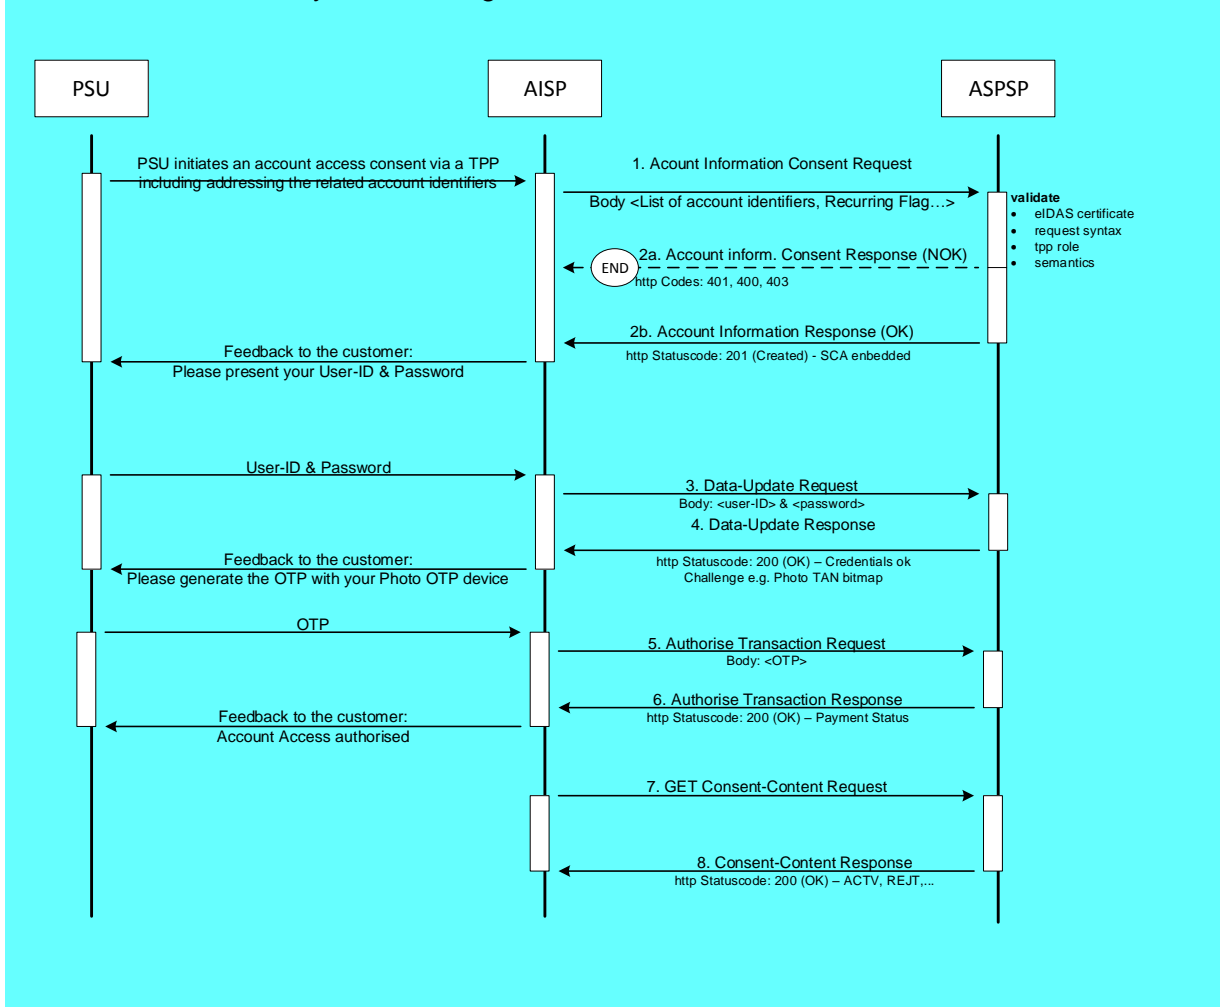 PSU
AISP
ASPSP
PSU initiates an account access consent via a TPP
including addressing the related account identifiers
1. Acount Information Consent Request
Body <List of account identifiers, Recurring Flag…>
validate
• eIDAS certificate
• request syntax
• tpp role
• semantics
2a. Account inform. Consent Response (NOK)
END
http Codes: 401, 400, 403
2b. Account Information Response (OK)
http Statuscode: 201 (Created) - SCA enbedded
Feedback to the customer:
Please present your User-ID & Password
User-ID & Password
3. Data-Update Request
Body: <user-ID> & <password>
4. Data-Update Response
http Statuscode: 200 (OK) – Credentials ok
Challenge e.g. Photo TAN bitmap
Feedback to the customer:
Please generate the OTP with your Photo OTP device
OTP
5. Authorise Transaction Request
Body: <OTP>
6. Authorise Transaction Response
http Statuscode: 200 (OK) – Payment Status
Feedback to the customer:
Account Access authorised
7. GET Consent-Content Request
8. Consent-Content Response
http Statuscode: 200 (OK) – ACTV, REJT,...